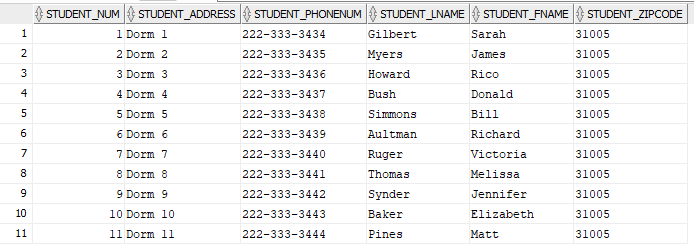 STUDENT_NUM STUDENT_ADDRESS STUDENT_PHONENUM STUDENT_LNAME STUDENT_FNAME STUDENT_ZIPCODE
1 1 Dorm 1 222-333-3434 Gilbert Sarah 31005
2 2 Dorm 2 222-333-3435 Myers James 31005
3 3 Dorm 3 222-333-3436 Howard Rico 31005
4 4 Dorm 4 222-333-3437 Bush Donald 31005
5 5 Dorm 5 222-333-3438 Simmons Bill 31005
6 6 Dorm 6 222-333-3439 Aultman Richard 31005
7 7 Dorm 7 222-333-3440 Ruger Victoria 31005
8 8 Dorm 8 222-333-3441 Thomas Melissa 31005
9 9 Dorm 9 222-333-3442 Synder Jennifer 31005
10 10 Dorm 10 222-333-3443 Baker Elizabeth 31005
11 11 Dorm 11 222-333-3444 Pines Matt 31005